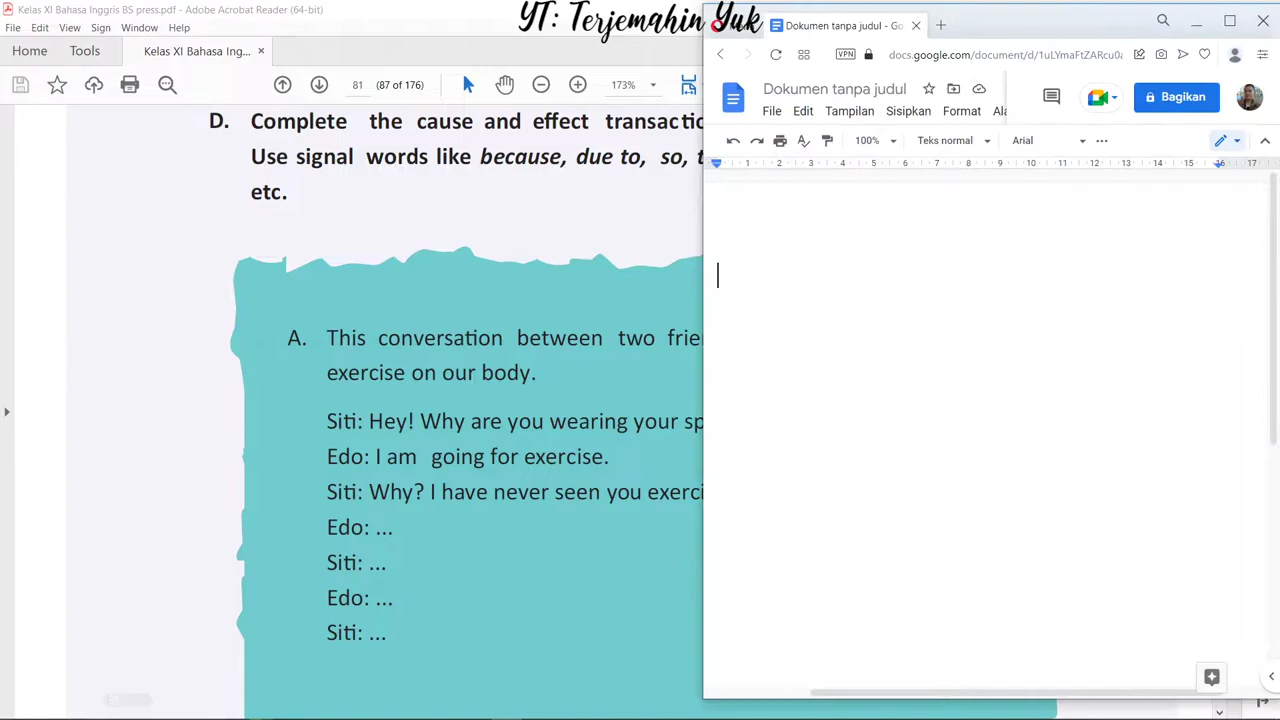 Kelas XI Bahasa Inggris BS press.pdf - Adobe Acrobat Reader (64-bit)
YT: Terjemahin Yuk
Dokumen tanpa judul - Go
File Edit View Sign Window Help
Home Tools Kelas XI Bahasa Ing...
VPN docs.google.com/document/d/1uLYmaFtZARcu0
81 (87 of 176) 173%
Dokumen tanpa judul
File Edit Tampilan Sisipkan Format Ala
Bagikan
100% Teks normal Arial
1 2 3 4 5 6 7 8 9 10 11 12 13 14 15 16 17
D. Complete the cause and effect transactio
Use signal words like because, due to, so, t
etc.
A. This conversation between two frien
exercise on our body.
Siti: Hey! Why are you wearing your sp
Edo: I am going for exercise.
Siti: Why? I have never seen you exerci
Edo: ...
Siti: ...
Edo: ...
Siti: ...